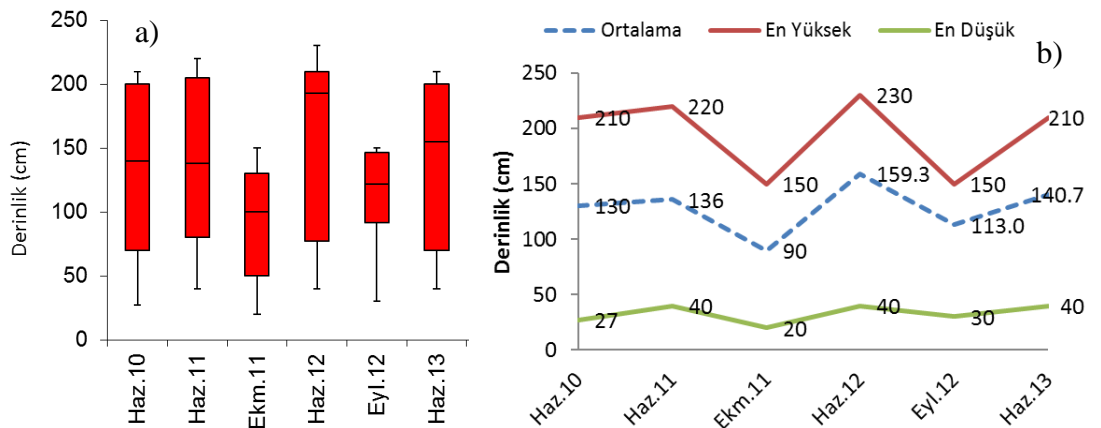 a)
250
200
150
100
50
0
Derinlik (cm)
Haz.10
Haz.11
Ekm.11
Haz.12
Eyl.12
Haz.13
b)
Ortalama En Yüksek En Düşük
250
200
150
100
50
0
Derinlik (cm)
210 220 150 230 150 210
130 136 90 159.3 113.0 140.7
27 40 20 40 30 40
Haz.10
Haz.11
Ekm.11
Haz.12
Eyl.12
Haz.13